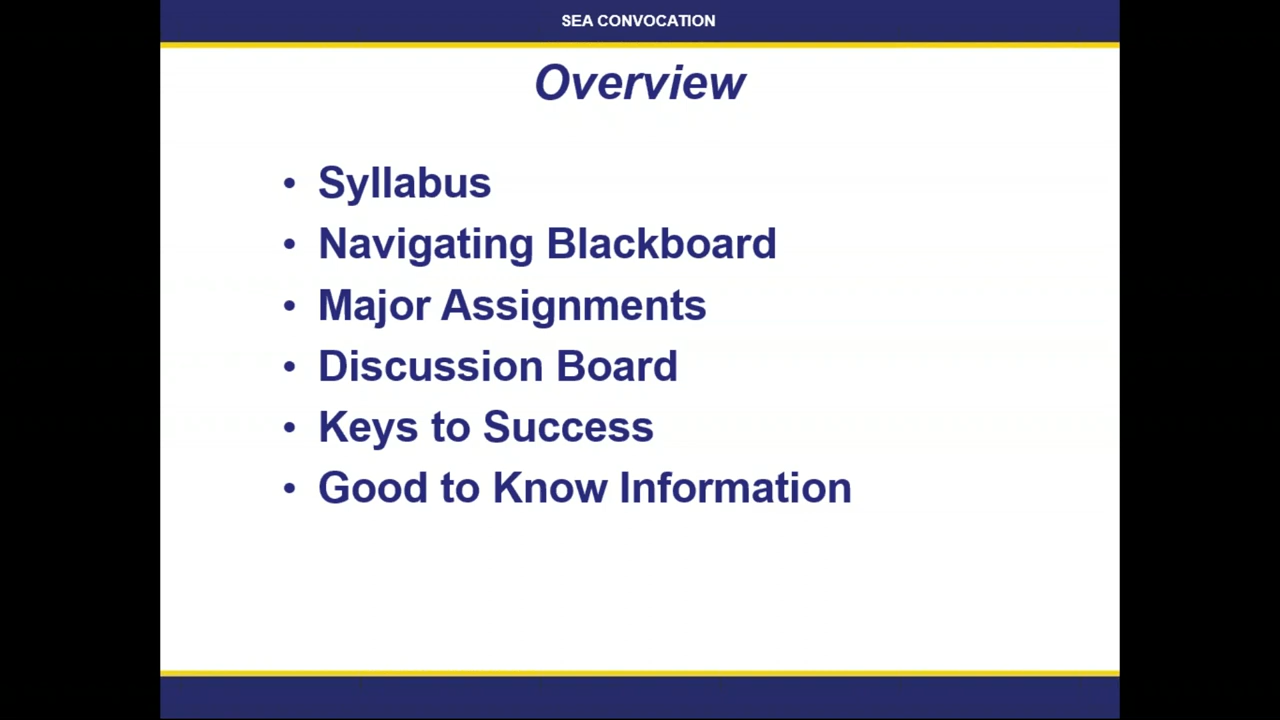 SEA CONVOCATION
Overview
• Syllabus
• Navigating Blackboard
• Major Assignments
• Discussion Board
• Keys to Success
• Good to Know Information